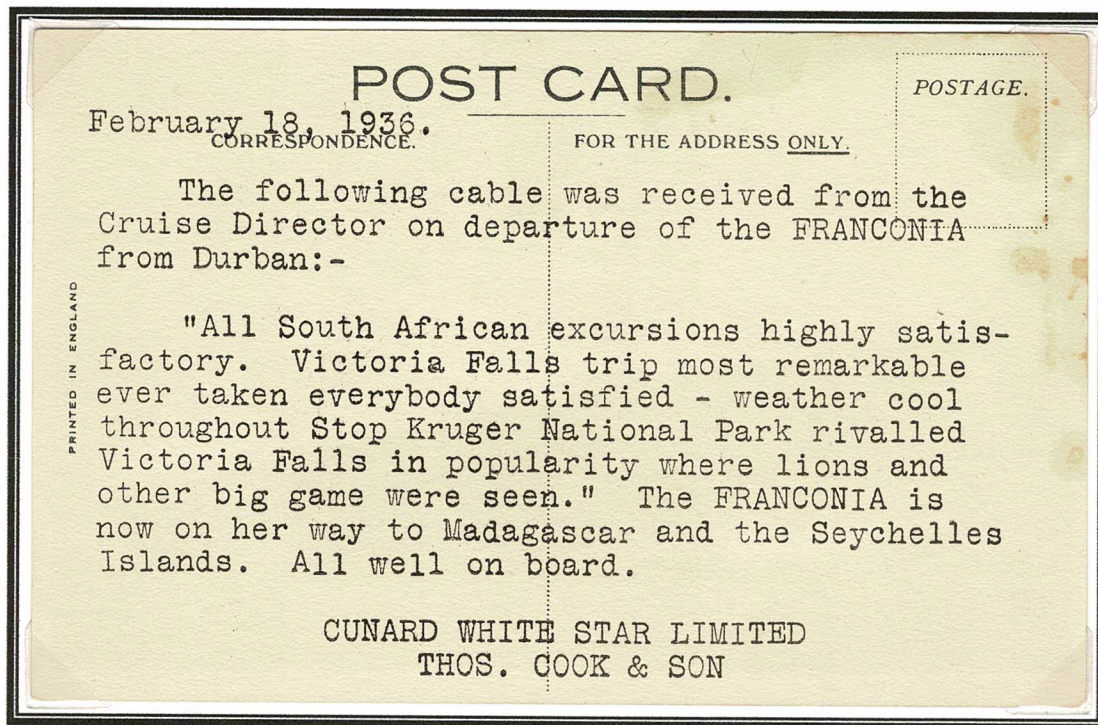 POST CARD.
POSTAGE.
February 18, 1936.
CORRESPONDENCE.
FOR THE ADDRESS ONLY.
The following cable was received from the
Cruise Director on departure of the FRANCONIA
from Durban:-
"All South African excursions highly satis-
factory. Victoria Falls trip most remarkable
ever taken everybody satisfied - weather cool
throughout Stop Kruger National Park rivalled
Victoria Falls in popularity where lions and
other big game were seen." The FRANCONIA is
now on her way to Madagascar and the Seychelles
Islands. All well on board.
CUNARD WHITE STAR LIMITED
THOS. COOK & SON
PRINTED IN ENGLAND